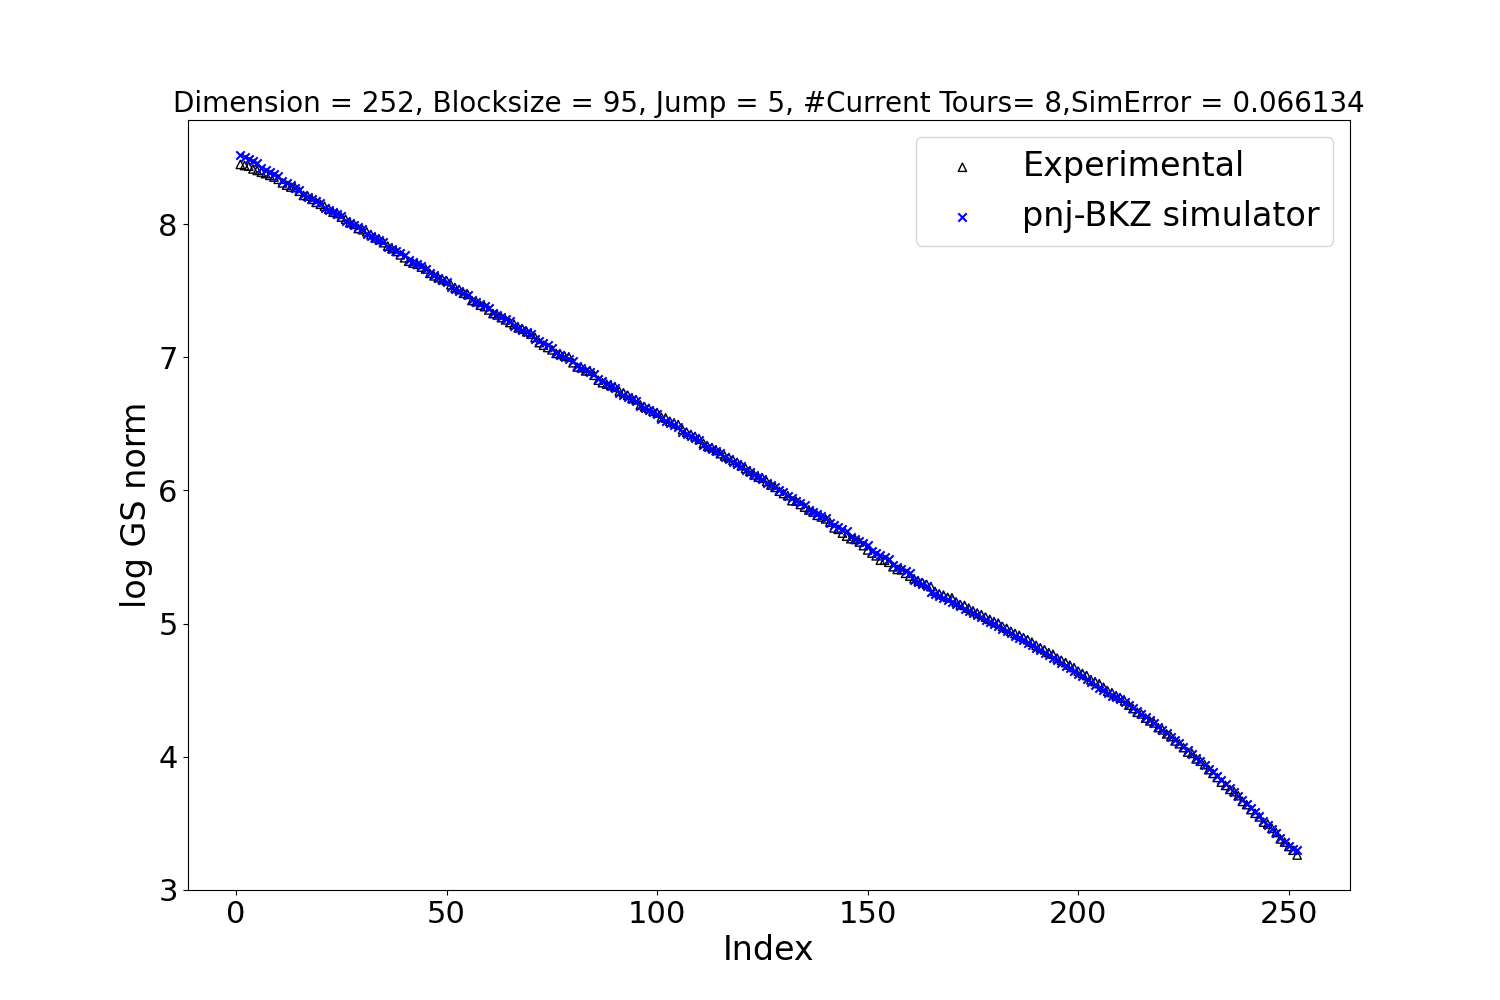 Dimension = 252, Blocksize = 95, Jump = 5, #Current Tours= 8,SimError = 0.066134
Experimental
pnj-BKZ simulator
8
7
6
5
4
3
log GS norm
0 50 100 150 200 250
Index